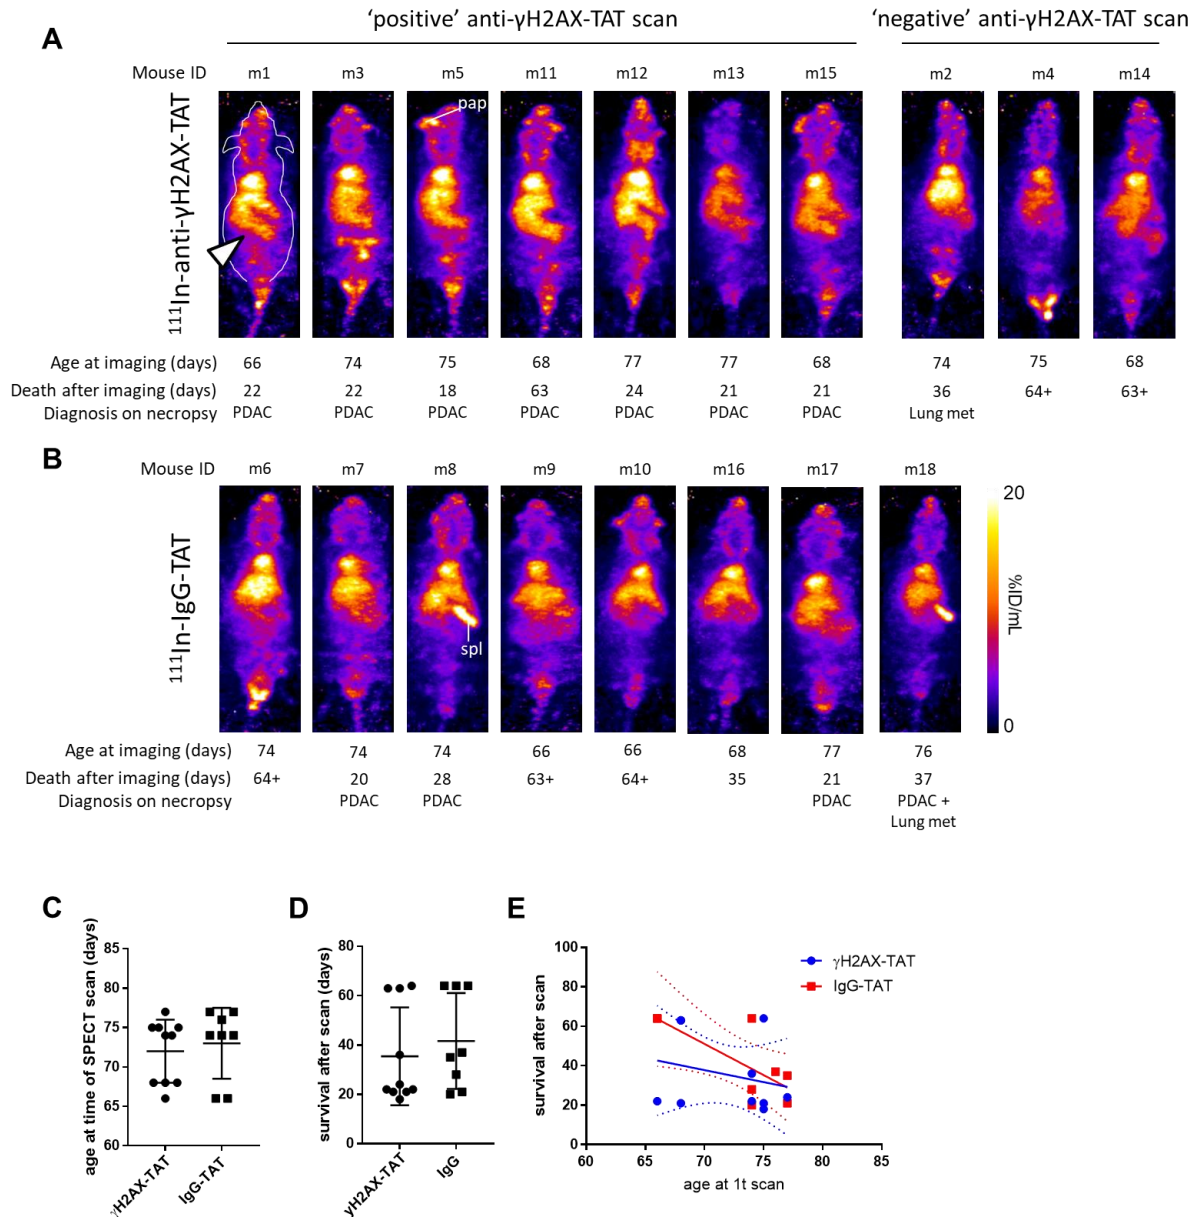 'positive' anti-γH2AX-TAT scan 'negative' anti-γH2AX-TAT scan
A
Mouse ID m1 m3 m5 m11 m12 m13 m15 m2 m4 m14
pap
111In-anti-γH2AX-TAT
Age at imaging (days) 66 74 75 68 77 77 68 74 75 68
Death after imaging (days) 22 22 18 63 24 21 21 36 64+ 63+
Diagnosis on necropsy PDAC PDAC PDAC PDAC PDAC PDAC PDAC Lung met
B
Mouse ID m6 m7 m8 m9 m10 m16 m17 m18
111In-IgG-TAT
spl
20
%ID/mL
0
Age at imaging (days) 74 74 74 66 66 68 77 76
Death after imaging (days) 64+ 20 28 63+ 64+ 35 21 37
Diagnosis on necropsy PDAC PDAC PDAC PDAC +
Lung met
C
age at time of SPECT scan (days)
85
80
75
70
65
60
γH2AX-TAT IgG-TAT
D
survival after scan (days)
80
60
40
20
0
γH2AX-TAT IgG
E
survival after scan
100
80
60
40
20
0
60 65 70 75 80 85
age at 1t scan
γH2AX-TAT
IgG-TAT